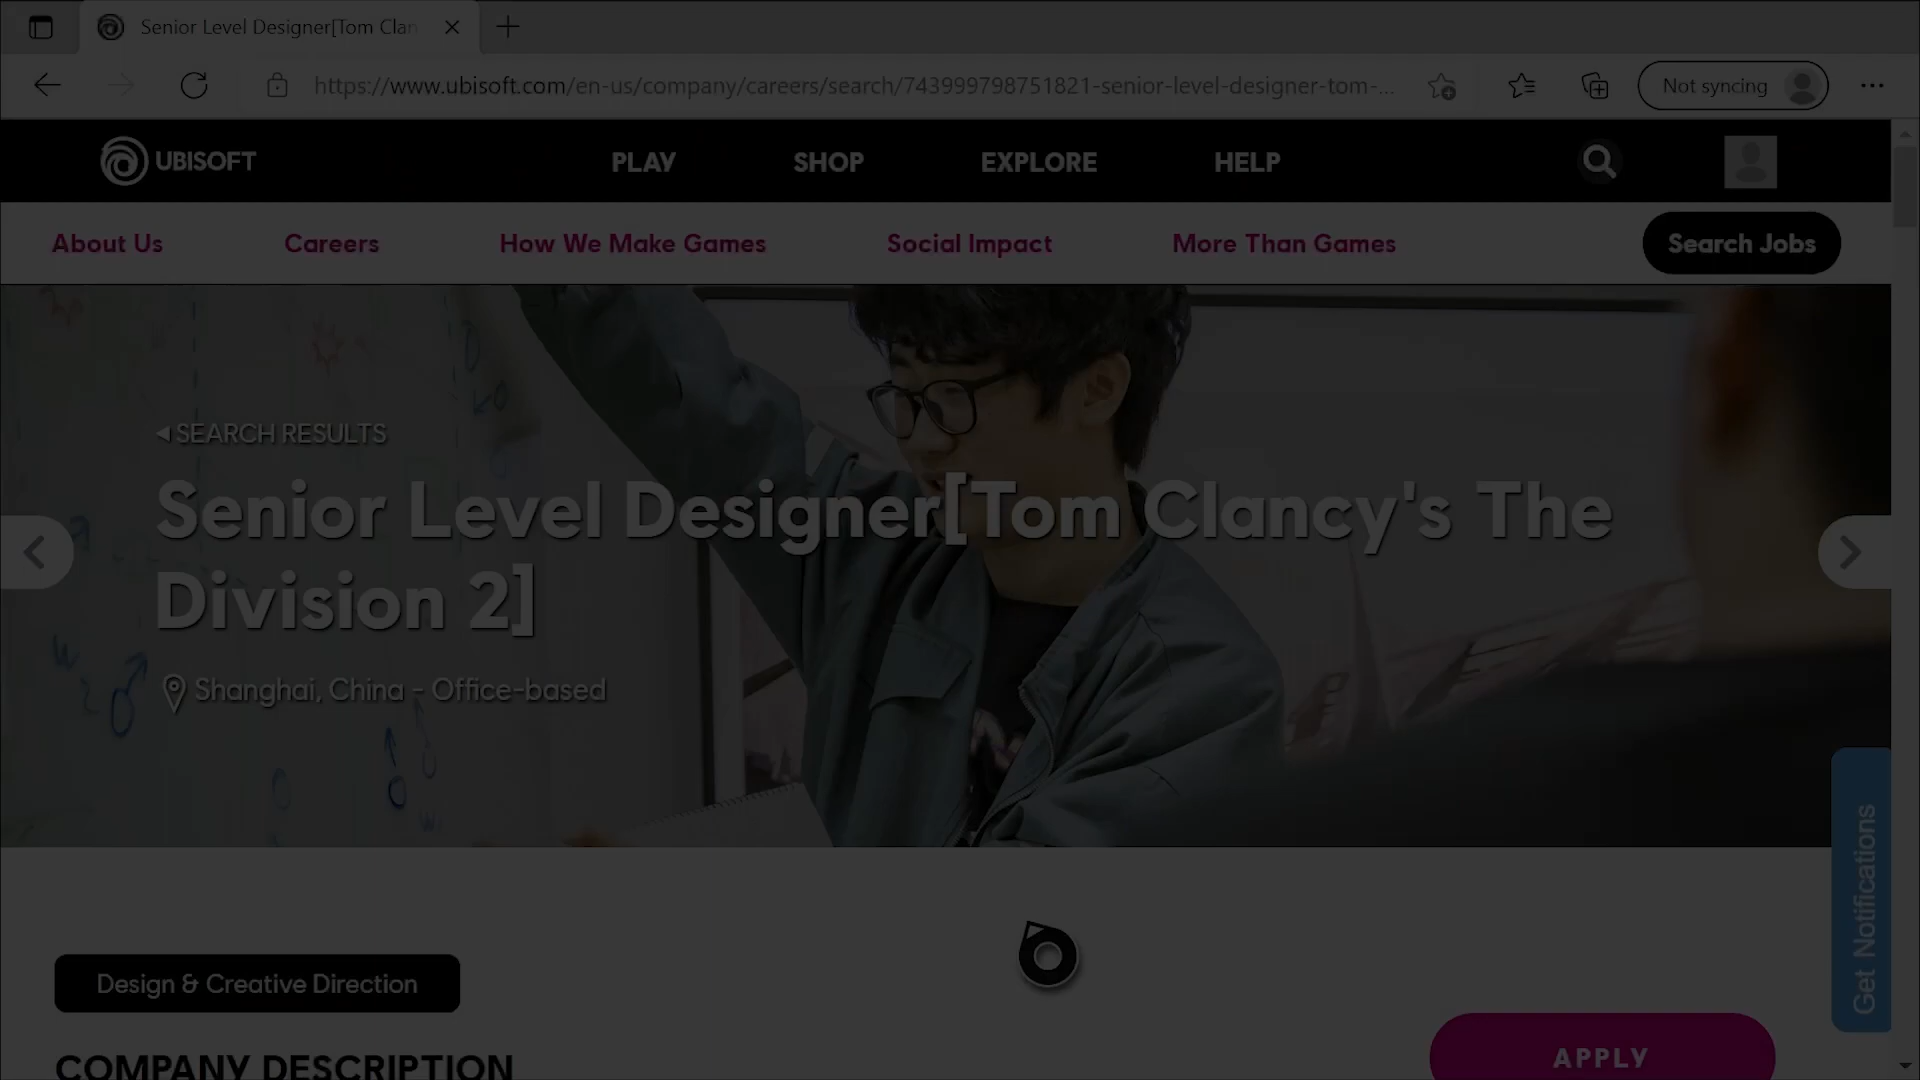 Senior Level Designer[Tom Clan
https://www.ubisoft.com/en-us/company/careers/search/743999798751821-senior-level-designer-tom-...
Not syncing
UBISOFT
PLAY
SHOP
EXPLORE
HELP
About Us
Careers
How We Make Games
Social Impact
More Than Games
Search Jobs
SEARCH RESULTS
Senior Level Designer[Tom Clancy's The
Division 2]
Shanghai, China - Office-based
Get Notifications
Design & Creative Direction
COMPANY DESCRIPTION
APPLY